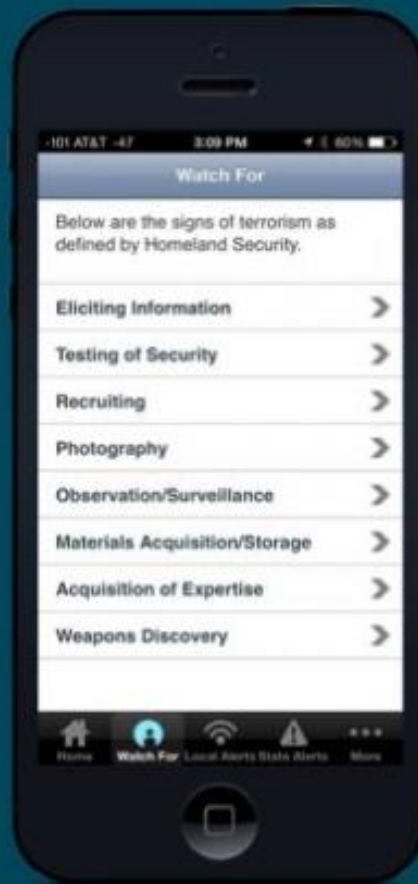 -101 AT&T -47 3:09 PM 60%
Watch For
Below are the signs of terrorism as
defined by Homeland Security.
Eliciting Information
Testing of Security
Recruiting
Photography
Observation/Surveillance
Materials Acquisition/Storage
Acquisition of Expertise
Weapons Discovery
Home Watch For Local Alerts State Alerts More